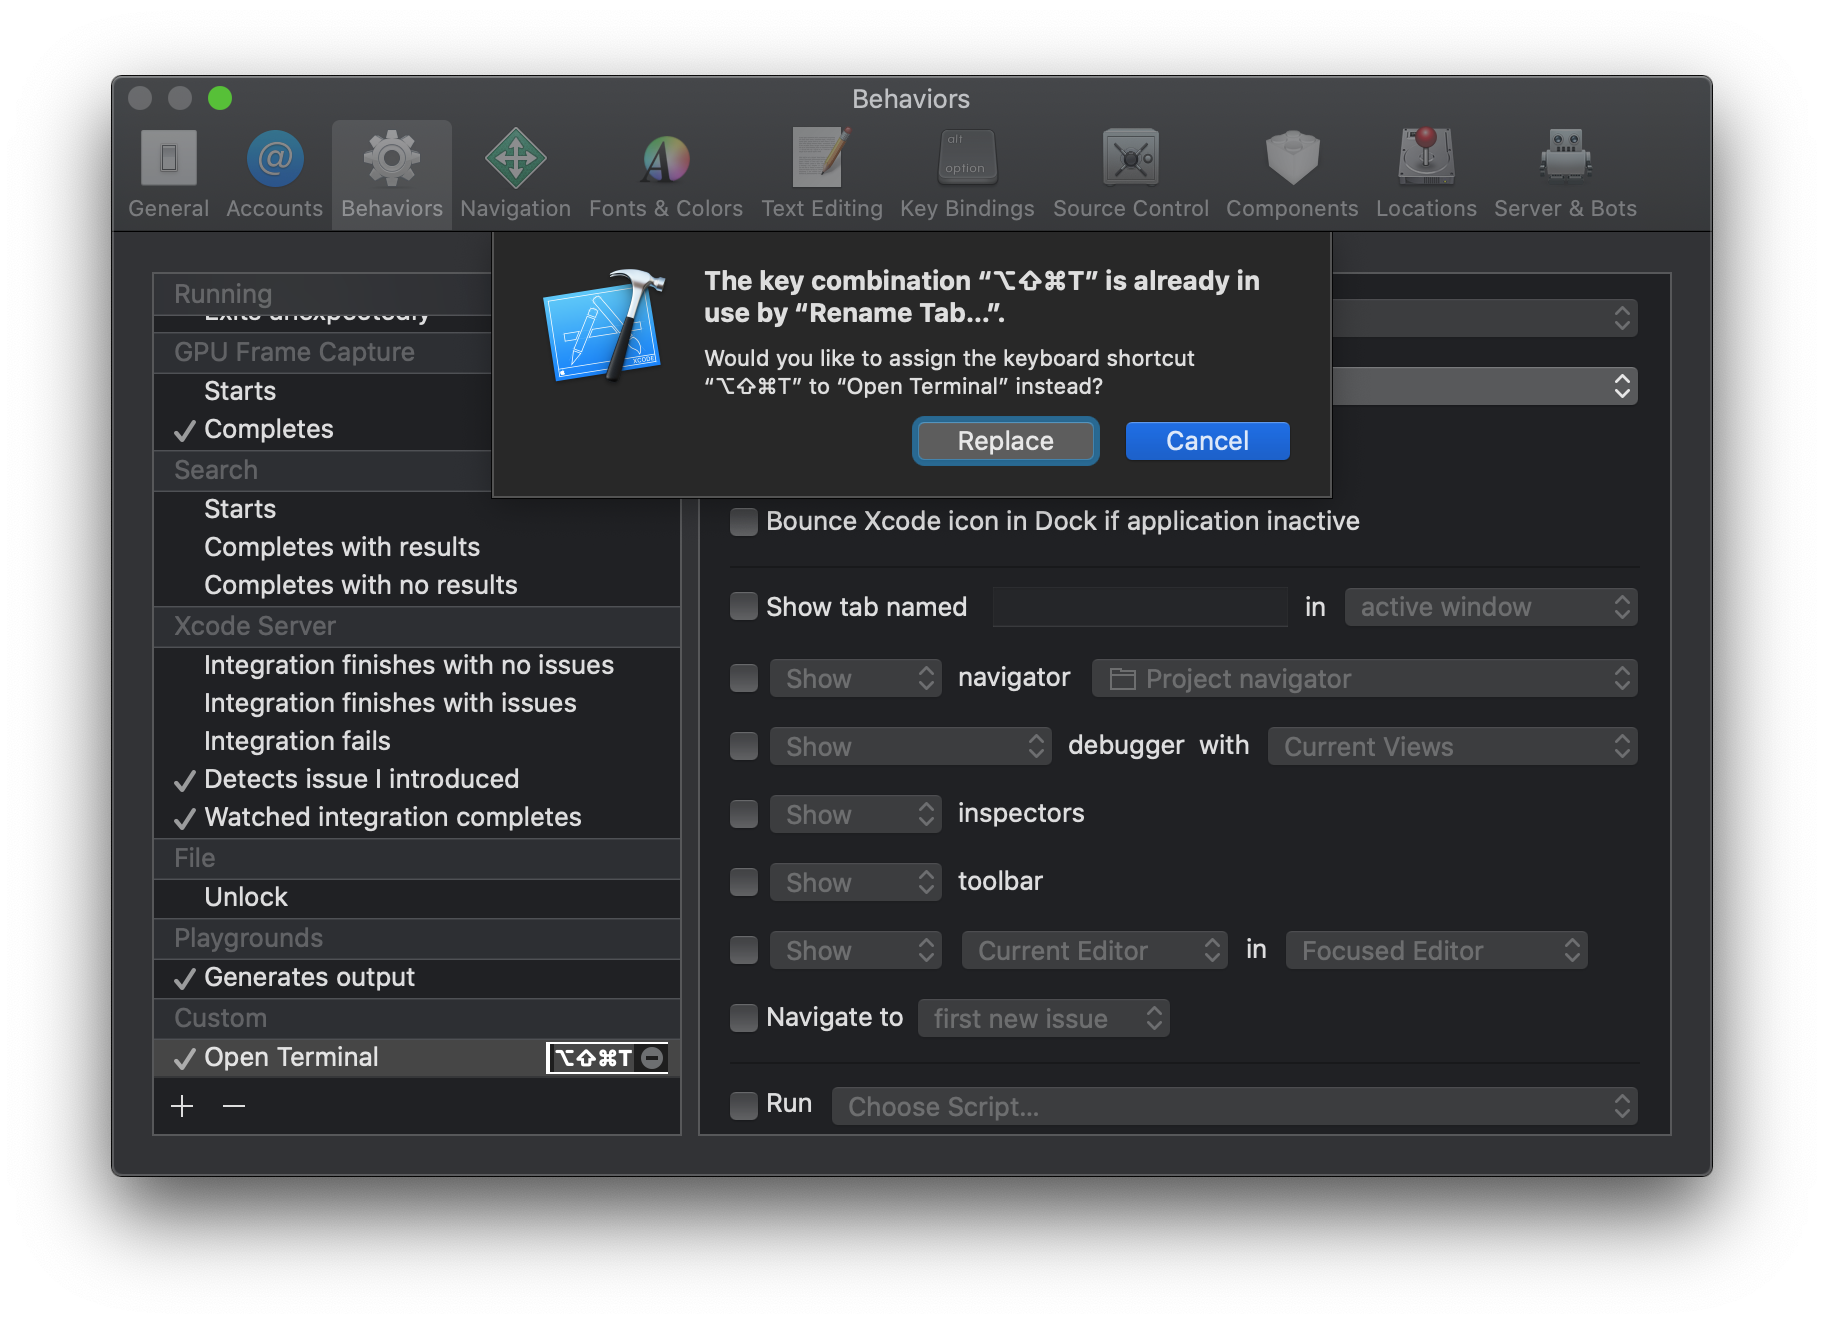 Behaviors
alt
option
General
Accounts
Behaviors
Navigation
Fonts & Colors
Text Editing
Key Bindings
Source Control
Components
Locations
Server & Bots
The key combination “⌥⇧⌘T” is already in
use by “Rename Tab...”.
Would you like to assign the keyboard shortcut
“⌥⇧⌘T” to “Open Terminal” instead?
Replace
Cancel
XCODE
Running
Exits unexpectedly
GPU Frame Capture
Starts
✓ Completes
Search
Starts
Completes with results
Completes with no results
Xcode Server
Integration finishes with no issues
Integration finishes with issues
Integration fails
✓ Detects issue I introduced
✓ Watched integration completes
File
Unlock
Playgrounds
✓ Generates output
Custom
✓ Open Terminal ⌥⇧⌘T
Bounce Xcode icon in Dock if application inactive
Show tab named in active window
Show navigator Project navigator
Show debugger with Current Views
Show inspectors
Show toolbar
Show Current Editor in Focused Editor
Navigate to first new issue
Run Choose Script...